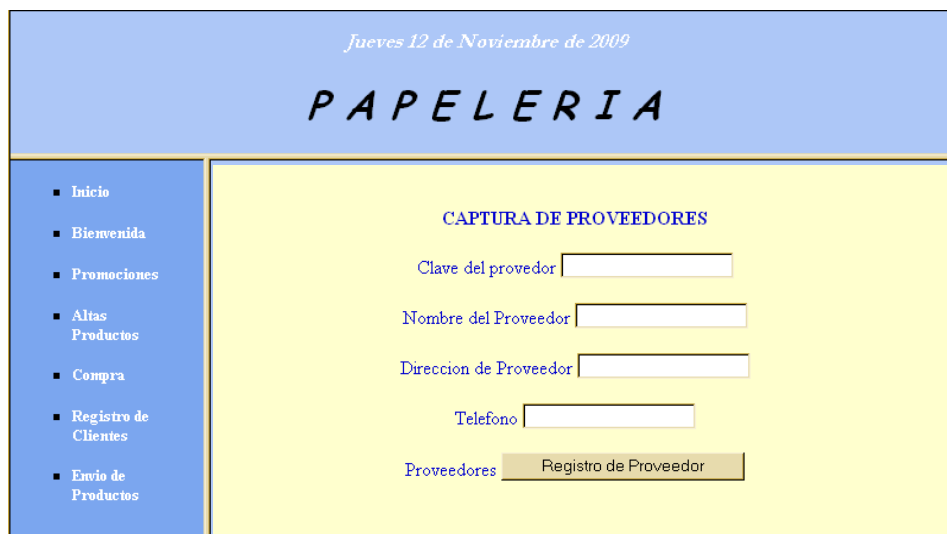 Jueves 12 de Noviembre de 2009
P A P E L E R I A
Inicio
Bienvenida
Promociones
Altas
Productos
Compra
Registro de
Clientes
Envio de
Productos
CAPTURA DE PROVEEDORES
Clave del provedor
Nombre del Proveedor
Direccion de Proveedor
Telefono
Proveedores Registro de Proveedor